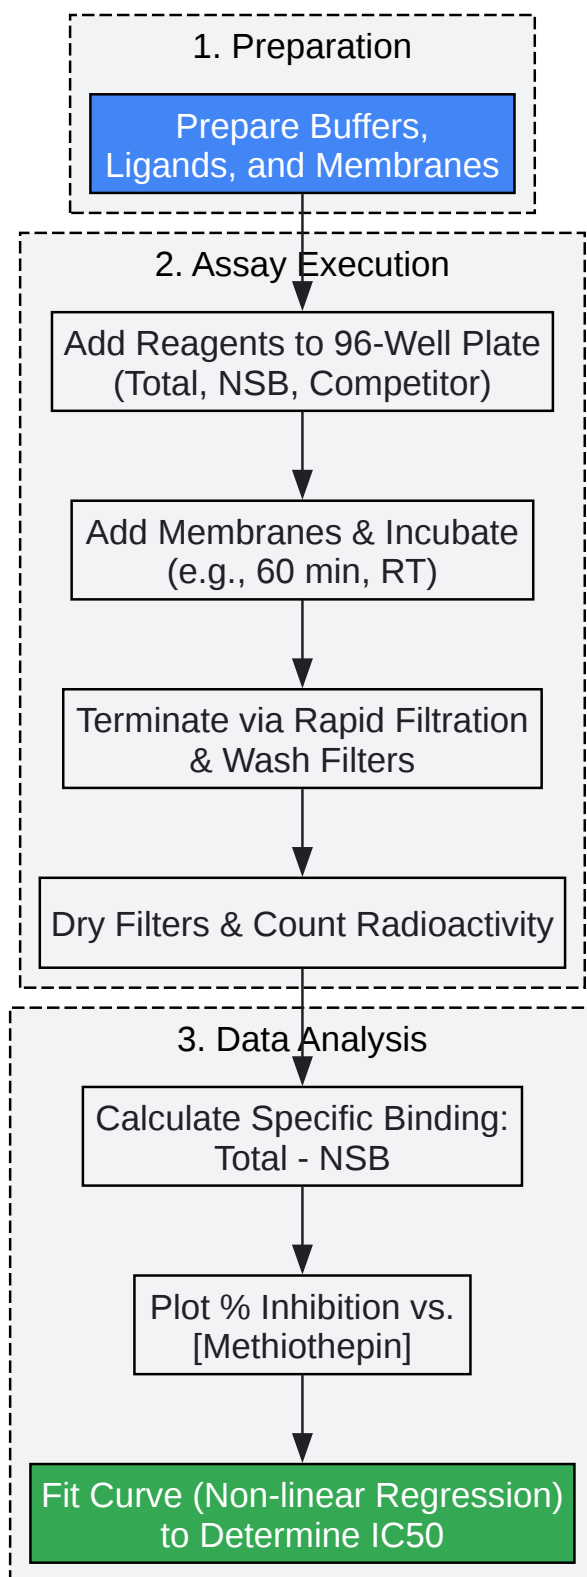 1. Preparation
Prepare Buffers,
Ligands, and Membranes
2. Assay Execution
Add Reagents to 96-Well Plate
(Total, NSB, Competitor)
Add Membranes & Incubate
(e.g., 60 min, RT)
Terminate via Rapid Filtration
& Wash Filters
Dry Filters & Count Radioactivity
3. Data Analysis
Calculate Specific Binding:
Total - NSB
Plot % Inhibition vs.
[Methiothepin]
Fit Curve (Non-linear Regression)
to Determine IC50